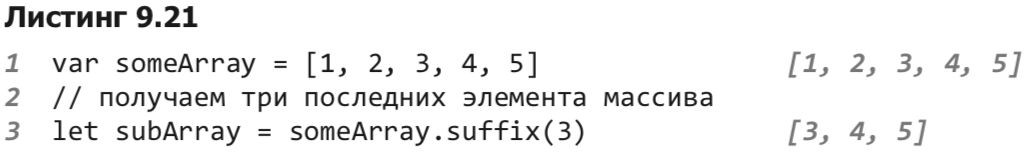 Листинг 9.21
1 var someArray = [1, 2, 3, 4, 5] [1, 2, 3, 4, 5]
2 // получаем три последних элемента массива
3 let subArray = someArray.suffix(3) [3, 4, 5]